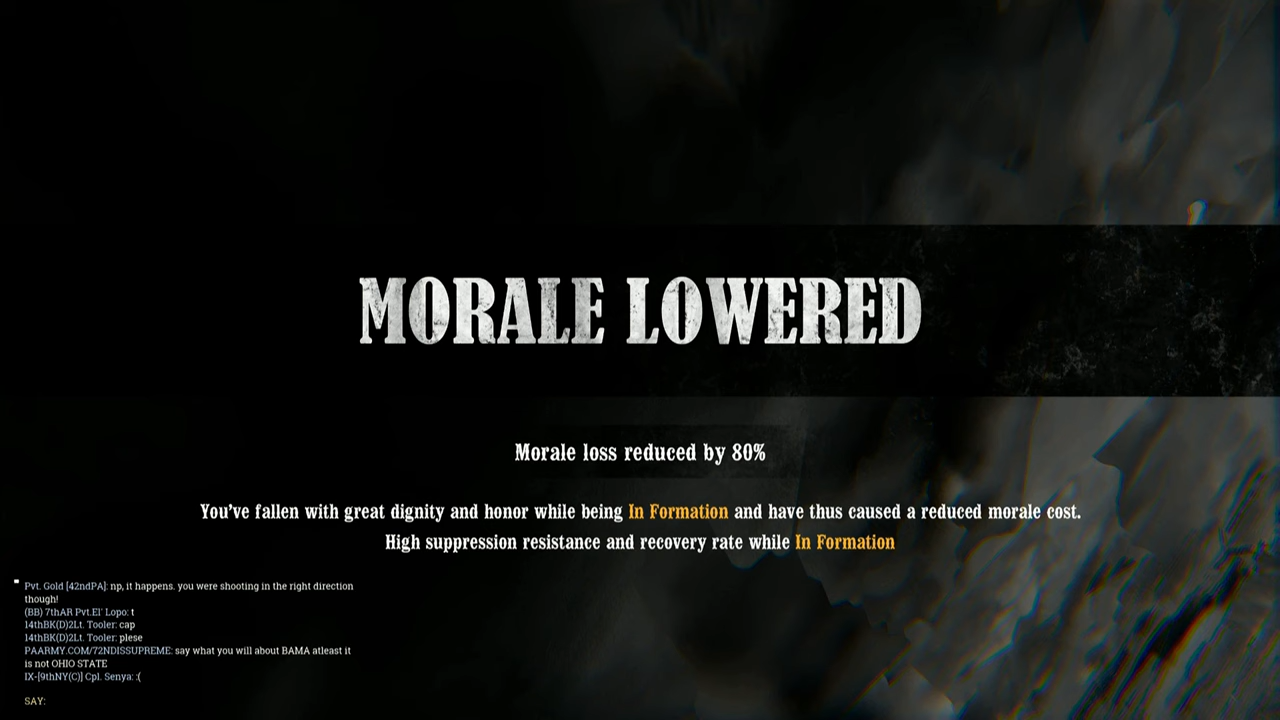 MORALE LOWERED
Morale loss reduced by 80%
You've fallen with great dignity and honor while being In Formation and have thus caused a reduced morale cost.
High suppression resistance and recovery rate while In Formation
Pvt. Gold [42ndPA]: np, it happens. you were shooting in the right direction
though!
(BB) 7thAR Pvt.El' Lopo: t
14thBK(D)2Lt. Tooler: cap
14thBK(D)2Lt. Tooler: plese
PAARMY.COM/72NDISSUPREME: say what you will about BAMA atleast it
is not OHIO STATE
IX-[9thNY(C)] Cpl. Senya: :(
SAY: